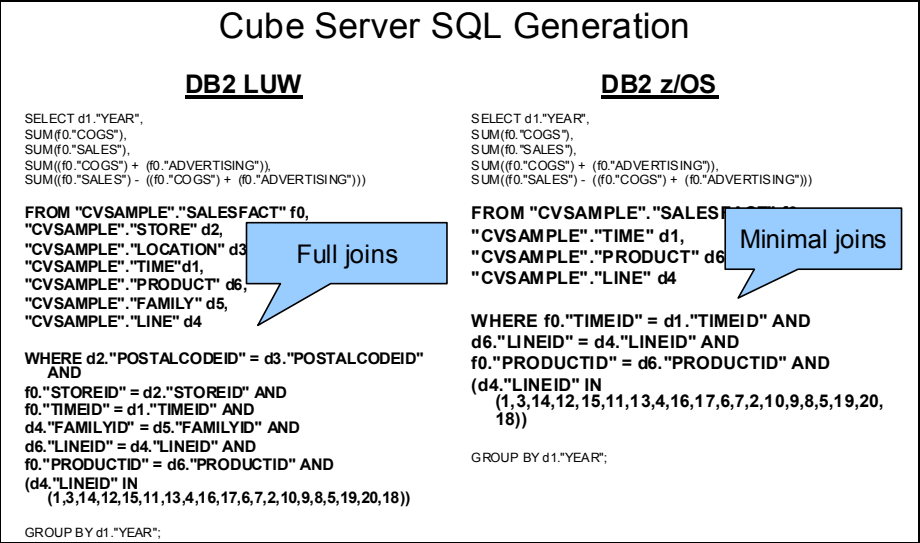 Cube Server SQL Generation
DB2 LUW
SELECT d1."YEAR",
SUM(f0."COGS"),
SUM(f0."SALES"),
SUM((f0."COGS") + (f0."ADVERTISING")),
SUM((f0."SALES") - ((f0."COGS") + (f0."ADVERTISING")))
FROM "CVSAMPLE"."SALESFACT" f0,
"CVSAMPLE"."STORE" d2,
"CVSAMPLE"."LOCATION" d3
"CVSAMPLE"."TIME"d1,
"CVSAMPLE"."PRODUCT" d6,
"CVSAMPLE"."FAMILY" d5,
"CVSAMPLE"."LINE" d4
Full joins
WHERE d2."POSTALCODEID" = d3."POSTALCODEID"
AND
f0."STOREID" = d2."STOREID" AND
f0."TIMEID" = d1."TIMEID" AND
d4."FAMILYID" = d5."FAMILYID" AND
d6."LINEID" = d4."LINEID" AND
f0."PRODUCTID" = d6."PRODUCTID" AND
(d4."LINEID" IN
(1,3,14,12,15,11,13,4,16,17,6,7,2,10,9,8,5,19,20,18))
GROUP BY d1."YEAR";
DB2 z/OS
SELECT d1."YEAR",
SUM(f0."COGS"),
SUM(f0."SALES"),
SUM((f0."COGS") + (f0."ADVERTISING")),
SUM((f0."SALES") - ((f0."COGS") + (f0."ADVERTISING")))
FROM "CVSAMPLE"."SALESFACT" f0,
"CVSAMPLE"."TIME" d1,
"CVSAMPLE"."PRODUCT" d6
"CVSAMPLE"."LINE" d4
Minimal joins
WHERE f0."TIMEID" = d1."TIMEID" AND
d6."LINEID" = d4."LINEID" AND
f0."PRODUCTID" = d6."PRODUCTID" AND
(d4."LINEID" IN
(1,3,14,12,15,11,13,4,16,17,6,7,2,10,9,8,5,19,20,
18))
GROUP BY d1."YEAR";